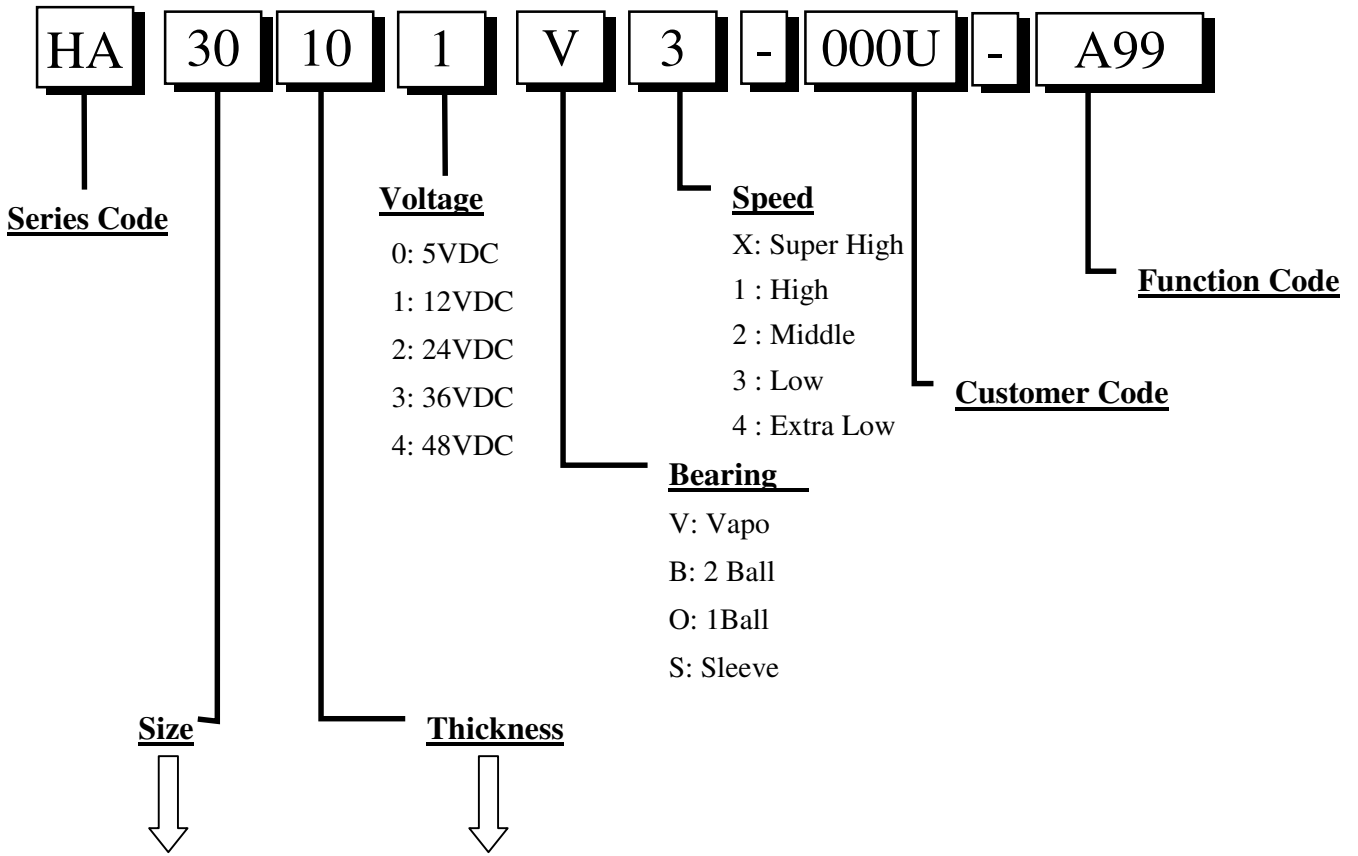 HA 30 10 1 V 3 - 000U - A99
Series Code
Voltage
0: 5VDC
1: 12VDC
2: 24VDC
3: 36VDC
4: 48VDC
Speed
X: Super High
1 : High
2 : Middle
3 : Low
4 : Extra Low
Function Code
Customer Code
Bearing
V: Vapo
B: 2 Ball
O: 1Ball
S: Sleeve
Size
Thickness